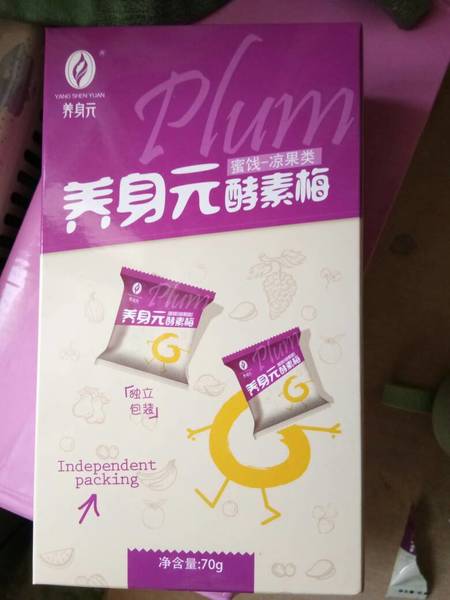 ®
YANG SHEN YUAN
养身元
Plum
蜜饯-凉果类
养身元酵素梅
Plum
养身元酵素梅
Plum
养身元酵素梅
「独立
包装」
Independent
packing
净含量:70g